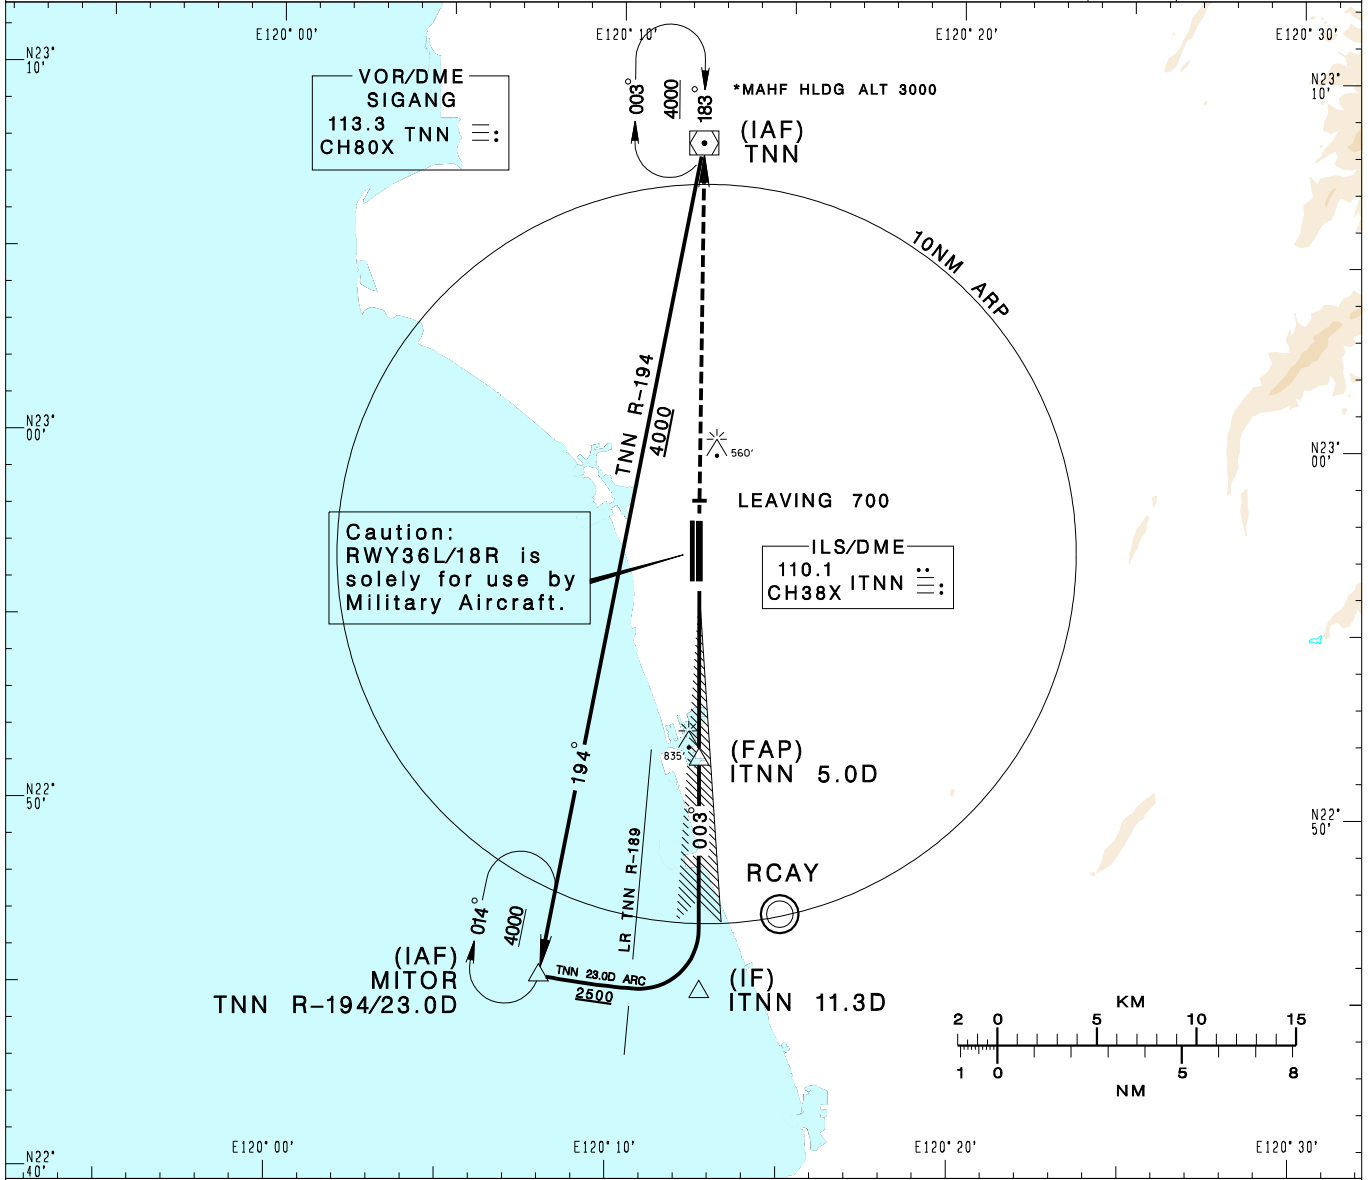 E120° 00'
E120° 10'
E120° 20'
E120° 30'
N23°
10'
N23°
10'
VOR/DME
SIGANG
113.3
CH80X
TNN
003°
4000
183°
*MAHF HLDG ALT 3000
(IAF)
TNN
10NM ARP
TNN R-194
4000
N23°
00'
N23°
00'
560'
LEAVING 700
Caution:
RWY36L/18R is
solely for use by
Military Aircraft.
ILS/DME
110.1
CH38X
ITNN
194°
835'
(FAP)
ITNN 5.0D
N22°
50'
N22°
50'
003°
LR TNN R-189
RCAY
014°
4000
(IAF)
MITOR
TNN R-194/23.0D
TNN 23.0D ARC
2500
(IF)
ITNN 11.3D
KM
2 0 5 10 15
1 0 5 8
NM
E120° 00'
E120° 10'
E120° 20'
E120° 30'
N22°
40'